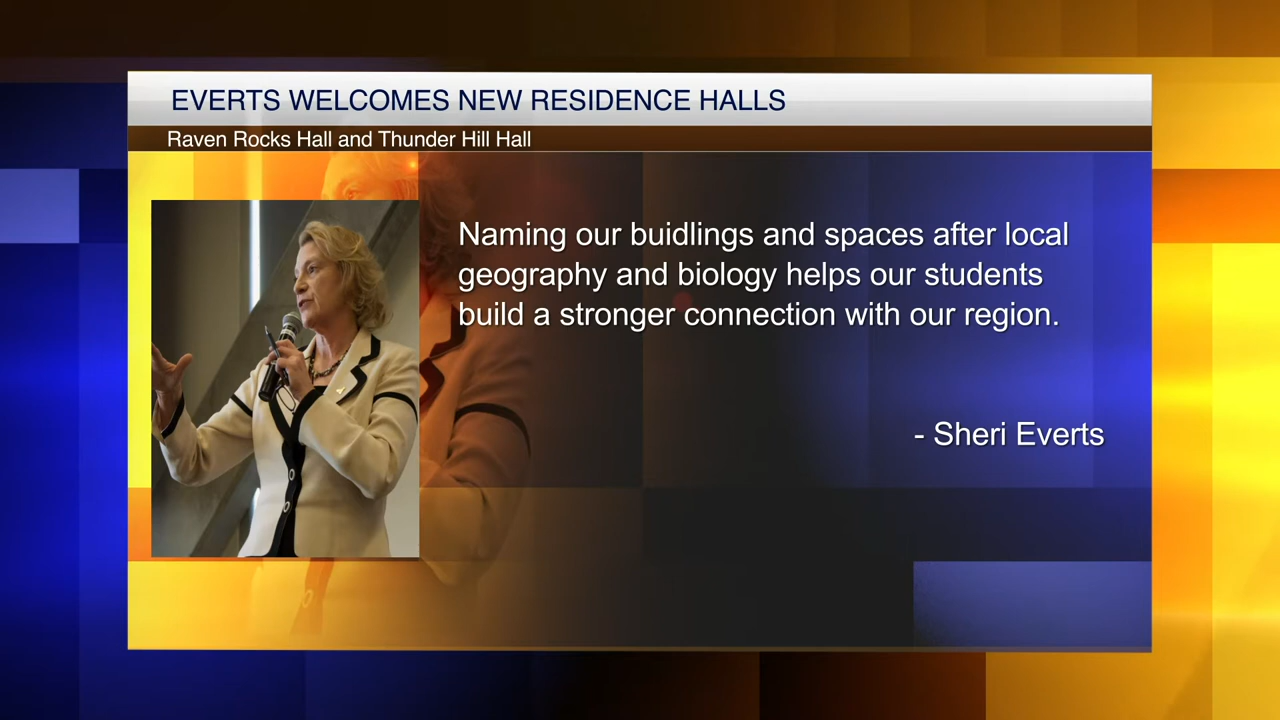 EVERTS WELCOMES NEW RESIDENCE HALLS
Raven Rocks Hall and Thunder Hill Hall
Naming our buidlings and spaces after local
geography and biology helps our students
build a stronger connection with our region.
- Sheri Everts